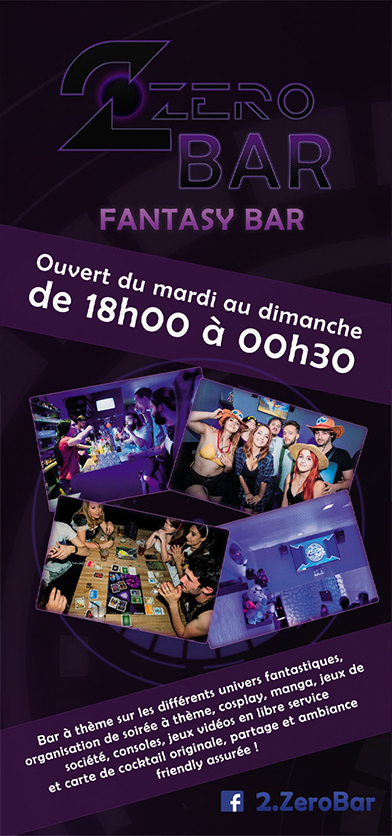 2
ZERO
BAR
FANTASY BAR
Ouvert du mardi au dimanche
de 18h00 à 00h30
Bar à thème sur les différents univers fantastiques,
organisation de soirée à thème, cosplay, manga, jeux de
société, consoles, jeux vidéos en libre service
et carte de cocktail originale, partage et ambiance
friendly assurée !
f 2.ZeroBar